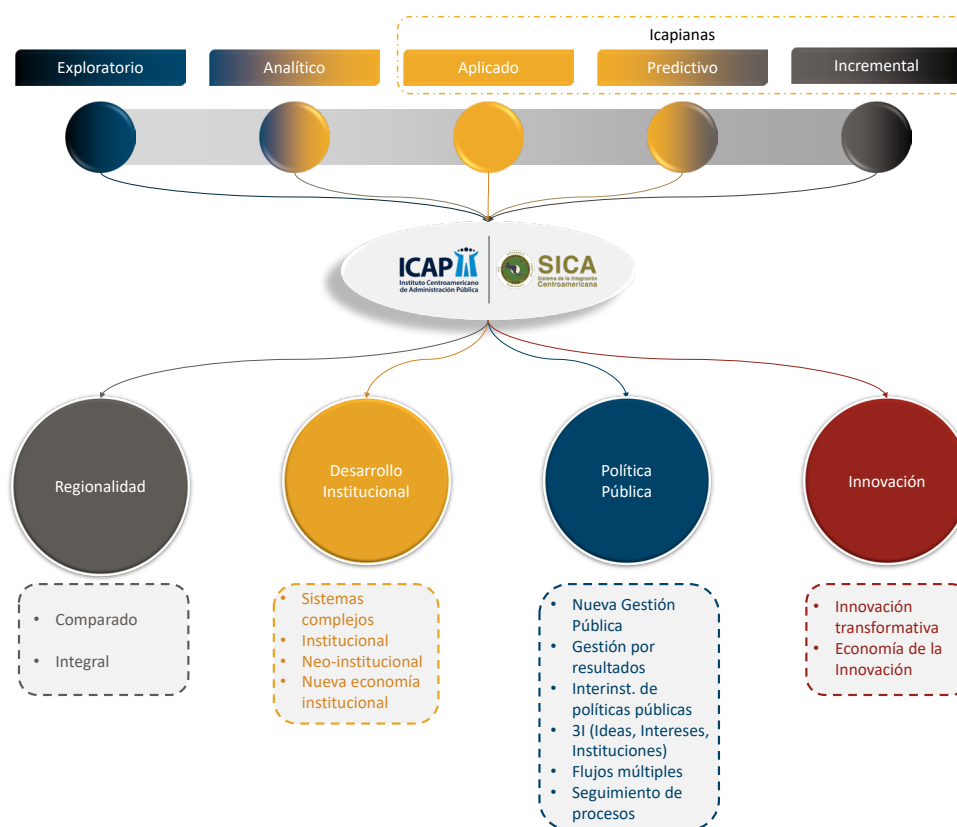 Icapianas
Exploratorio
Analítico
Aplicado
Predictivo
Incremental
ICAP
Instituto Centroamericano
de Administración Pública
SICA
Sistema de la Integración
Centroamericana
Regionalidad
Desarrollo
Institucional
Política
Pública
Innovación
• Comparado
• Integral
• Sistemas
complejos
• Institucional
• Neo-institucional
• Nueva economía
institucional
• Nueva Gestión
Pública
• Gestión por
resultados
• Interinst. de
políticas públicas
• 3I (Ideas, Intereses,
Instituciones)
• Flujos múltiples
• Seguimiento de
procesos
• Innovación
transformativa
• Economía de la
Innovación